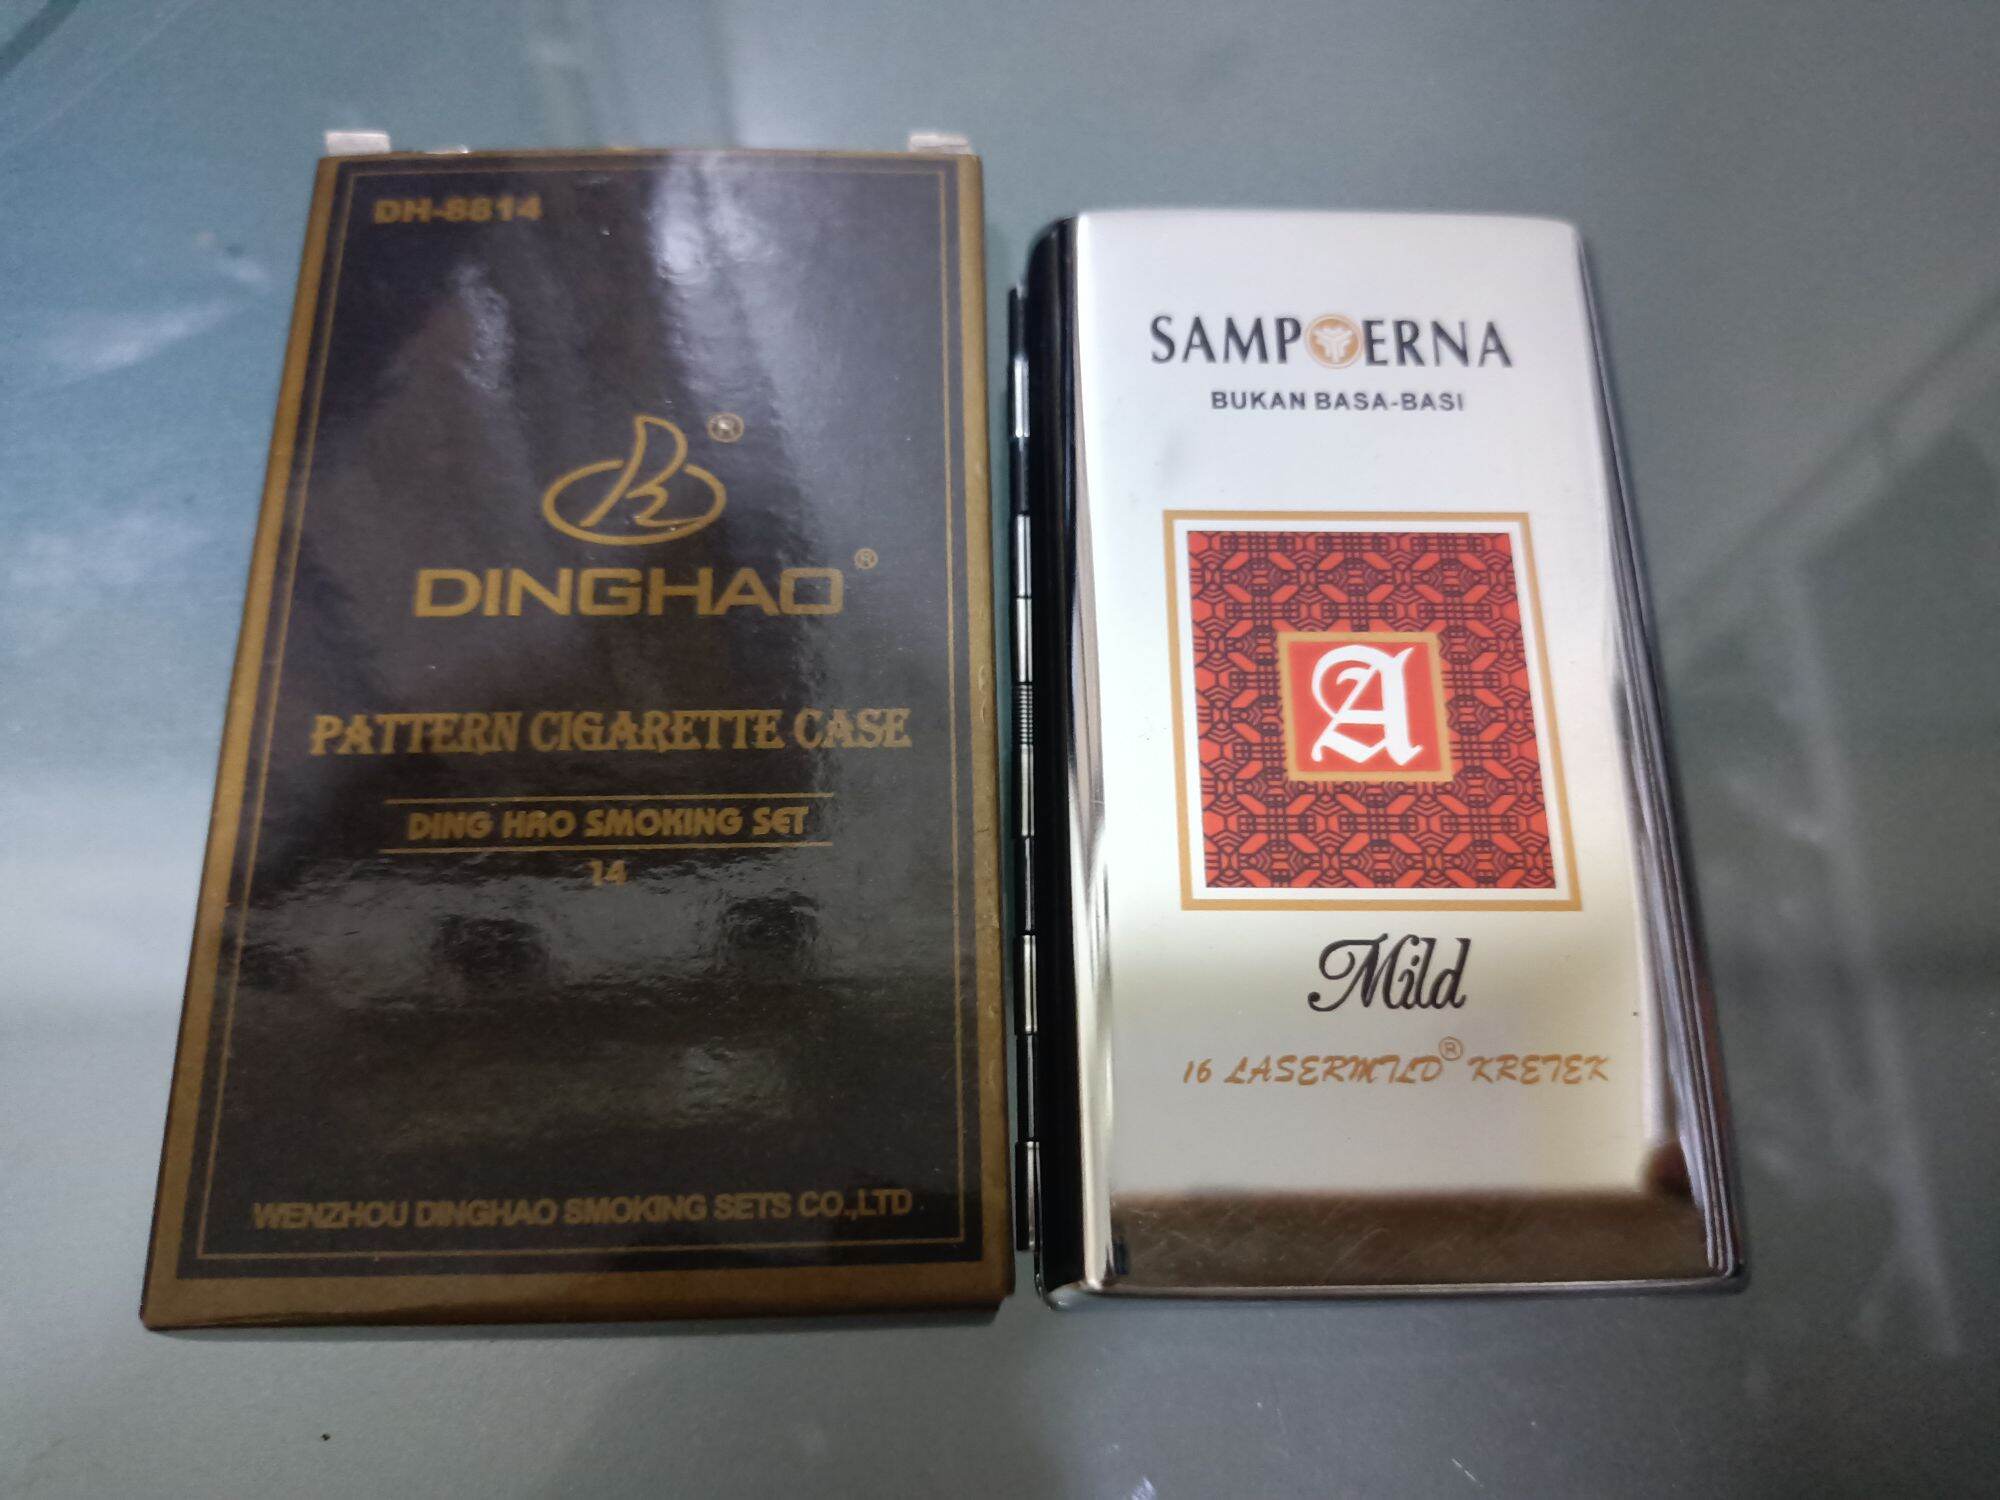 DH-8814
®
DINGHAO®
PATTERN CIGARETTE CASE
DING HAO SMOKING SET
14
WENZHOU DINGHAO SMOKING SETS CO.,LTD
SAMPOERNA
BUKAN BASA-BASI
A
Mild
16 LASERMILD® KRETEK